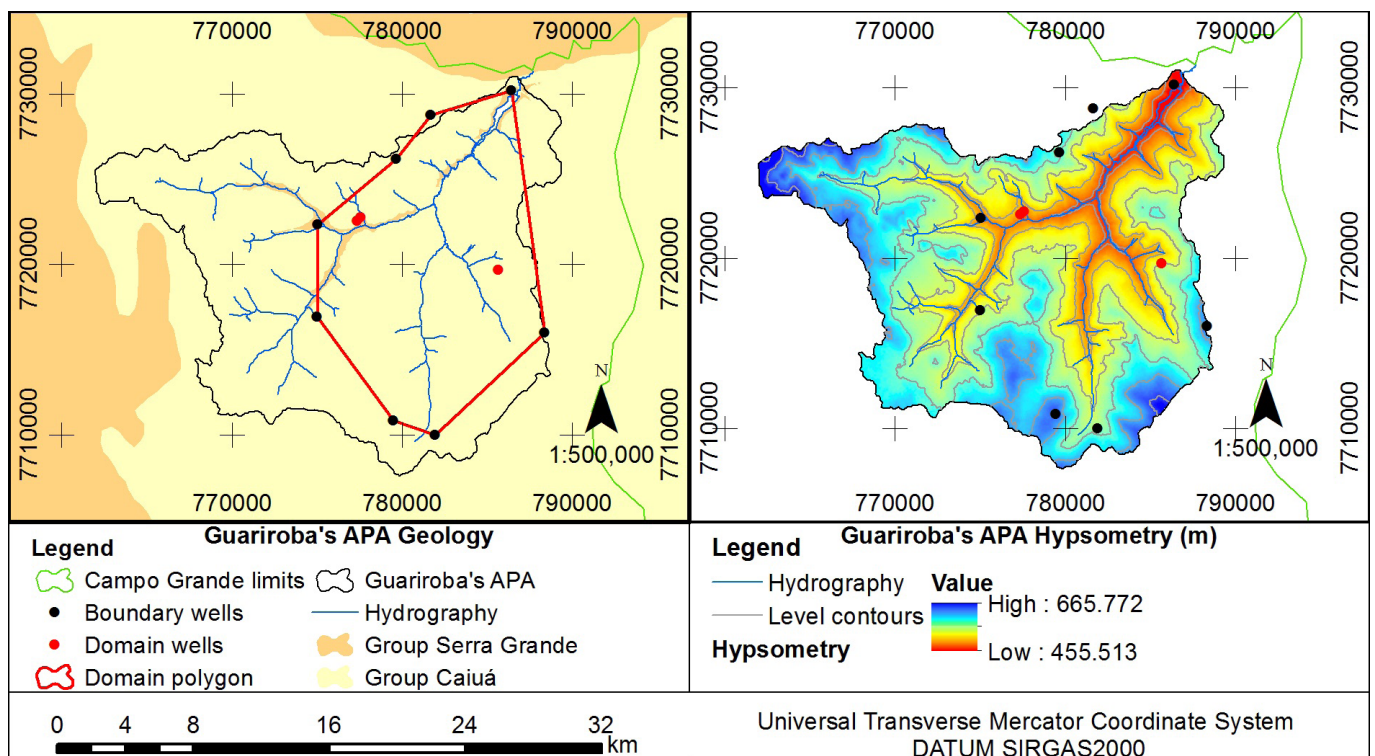 770000 780000 790000
7730000 7730000
7720000 7720000
N
7710000 7710000
1:500,000
770000 780000 790000
770000 780000 790000
7730000 7730000
7720000 7720000
N
7710000 7710000
1:500,000
770000 780000 790000
Guariroba's APA Geology
Legend
Campo Grande limits
Guariroba's APA
Boundary wells
Hydrography
Domain wells
Group Serra Grande
Domain polygon
Group Caiuá
Guariroba's APA Hypsometry (m)
Legend
Hydrography
Level contours
Hypsometry
Value
High : 665.772
Low : 455.513
0 4 8 16 24 32
km
Universal Transverse Mercator Coordinate System
DATUM SIRGAS2000